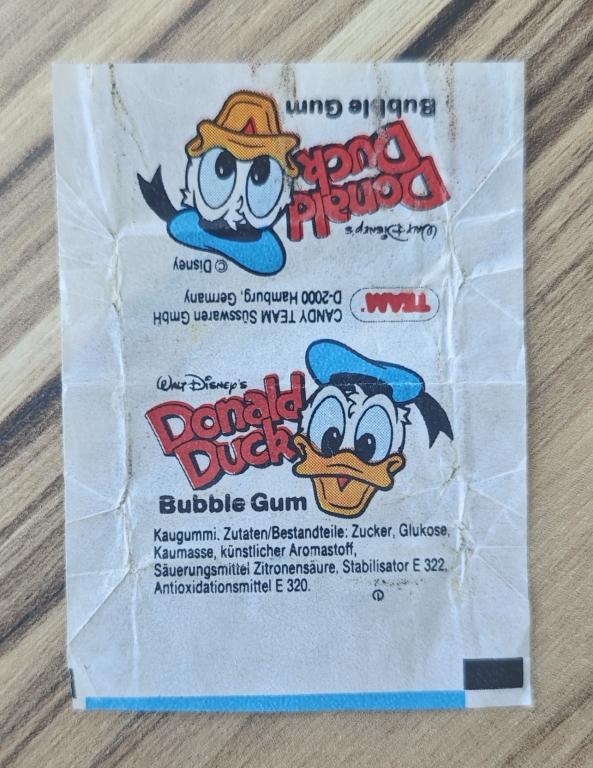 Bubble Gum
Donald
Duck
Walt Disney's
© Disney
TEAM
CANDY TEAM Süsswaren GmbH
D-2000 Hamburg, Germany
Walt Disney's
Donald
Duck
Bubble Gum
Kaugummi. Zutaten/Bestandteile: Zucker, Glukose,
Kaumasse, künstlicher Aromastoff,
Säuerungsmittel Zitronensäure, Stabilisator E 322,
Antioxidationsmittel E 320.